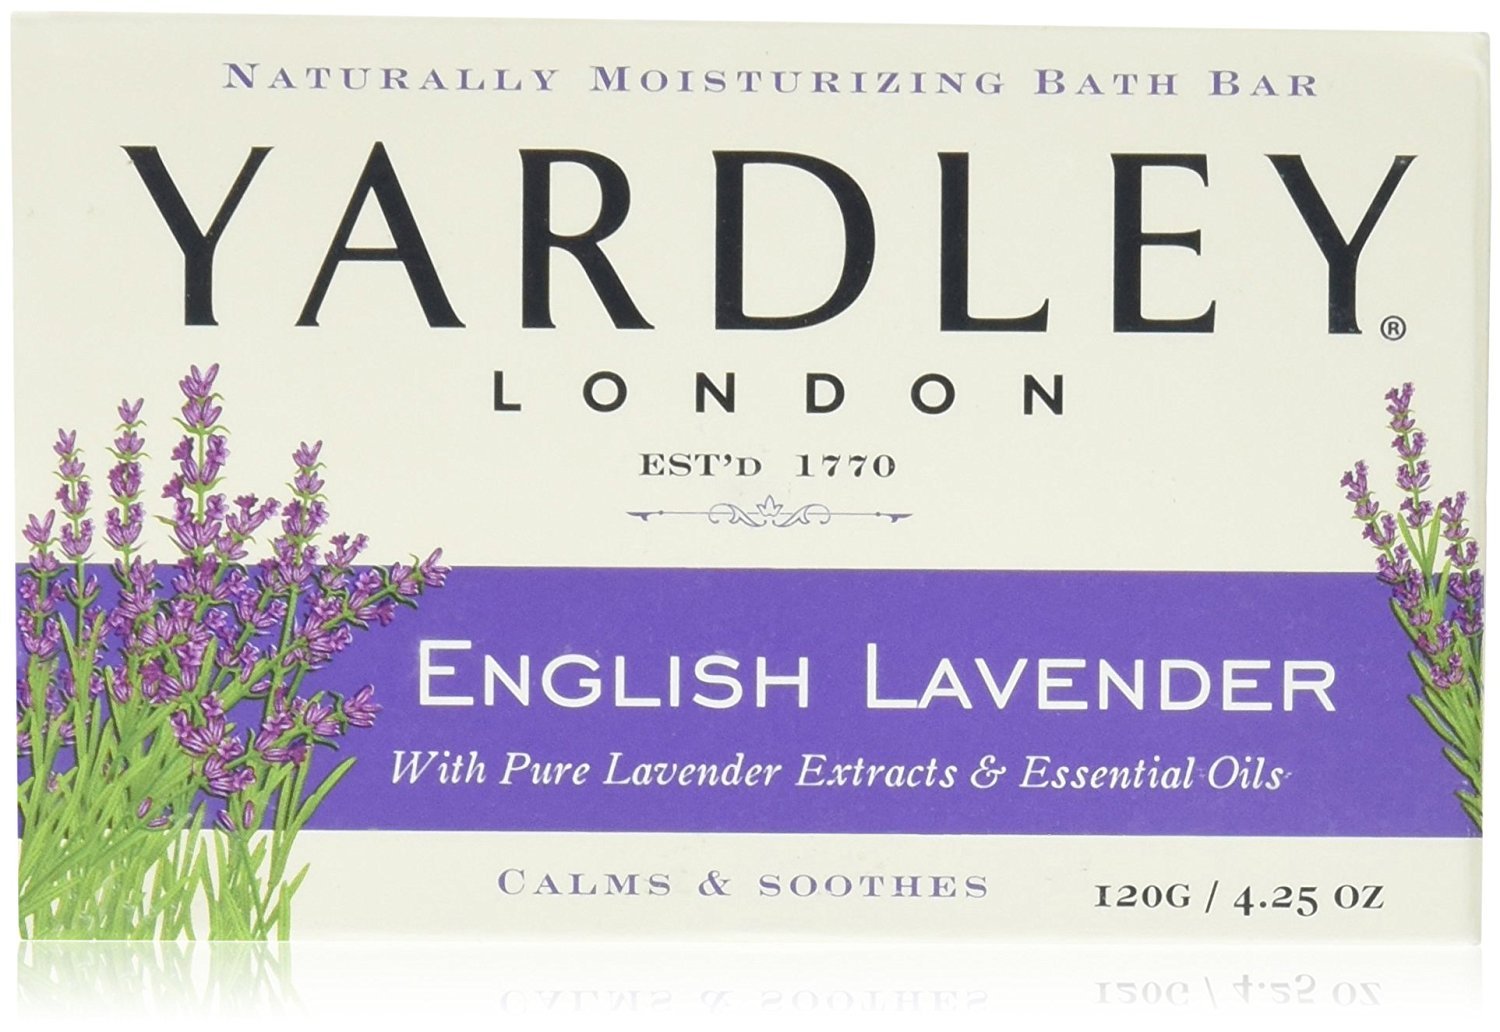 NATURALLY MOISTURIZING BATH BAR
YARDLEY®
LONDON
EST'D 1770
ENGLISH LAVENDER
With Pure Lavender Extracts & Essential Oils
CALMS & SOOTHES
120G / 4.25 OZ